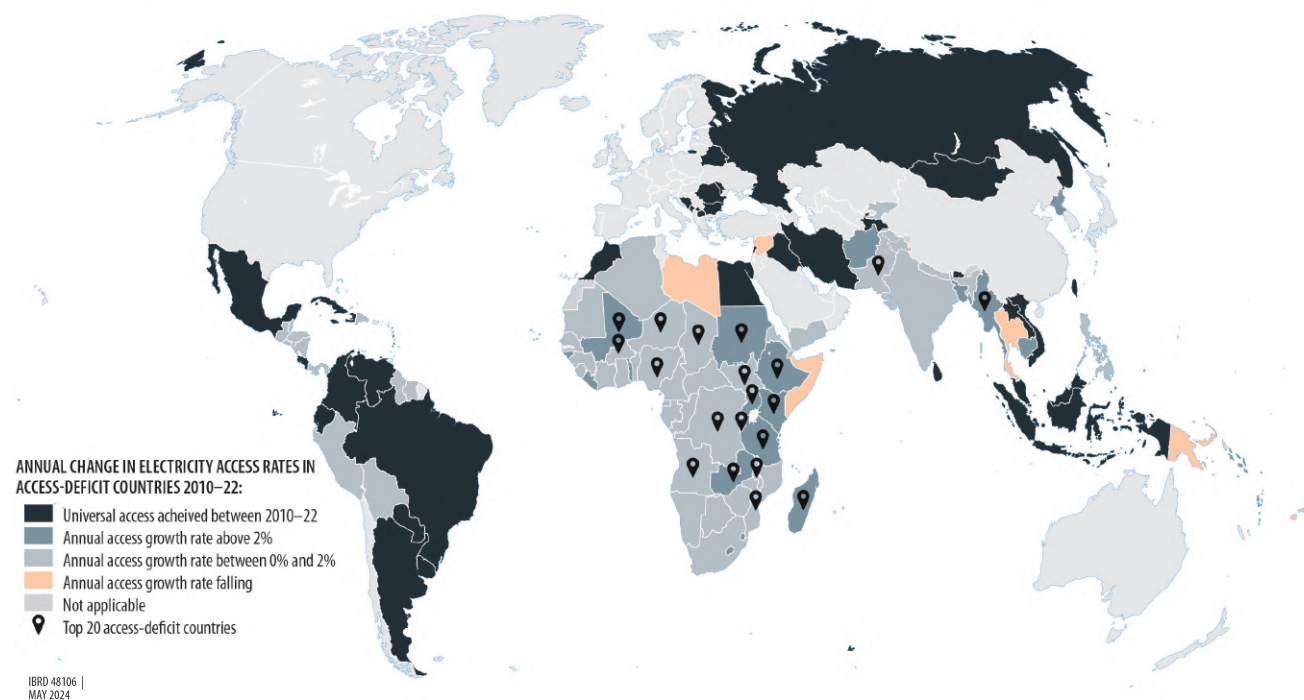 ANNUAL CHANGE IN ELECTRICITY ACCESS RATES IN
ACCESS-DEFICIT COUNTRIES 2010–22:
Universal access acheived between 2010–22
Annual access growth rate above 2%
Annual access growth rate between 0% and 2%
Annual access growth rate falling
Not applicable
Top 20 access-deficit countries
IBRD 48106 |
MAY 2024